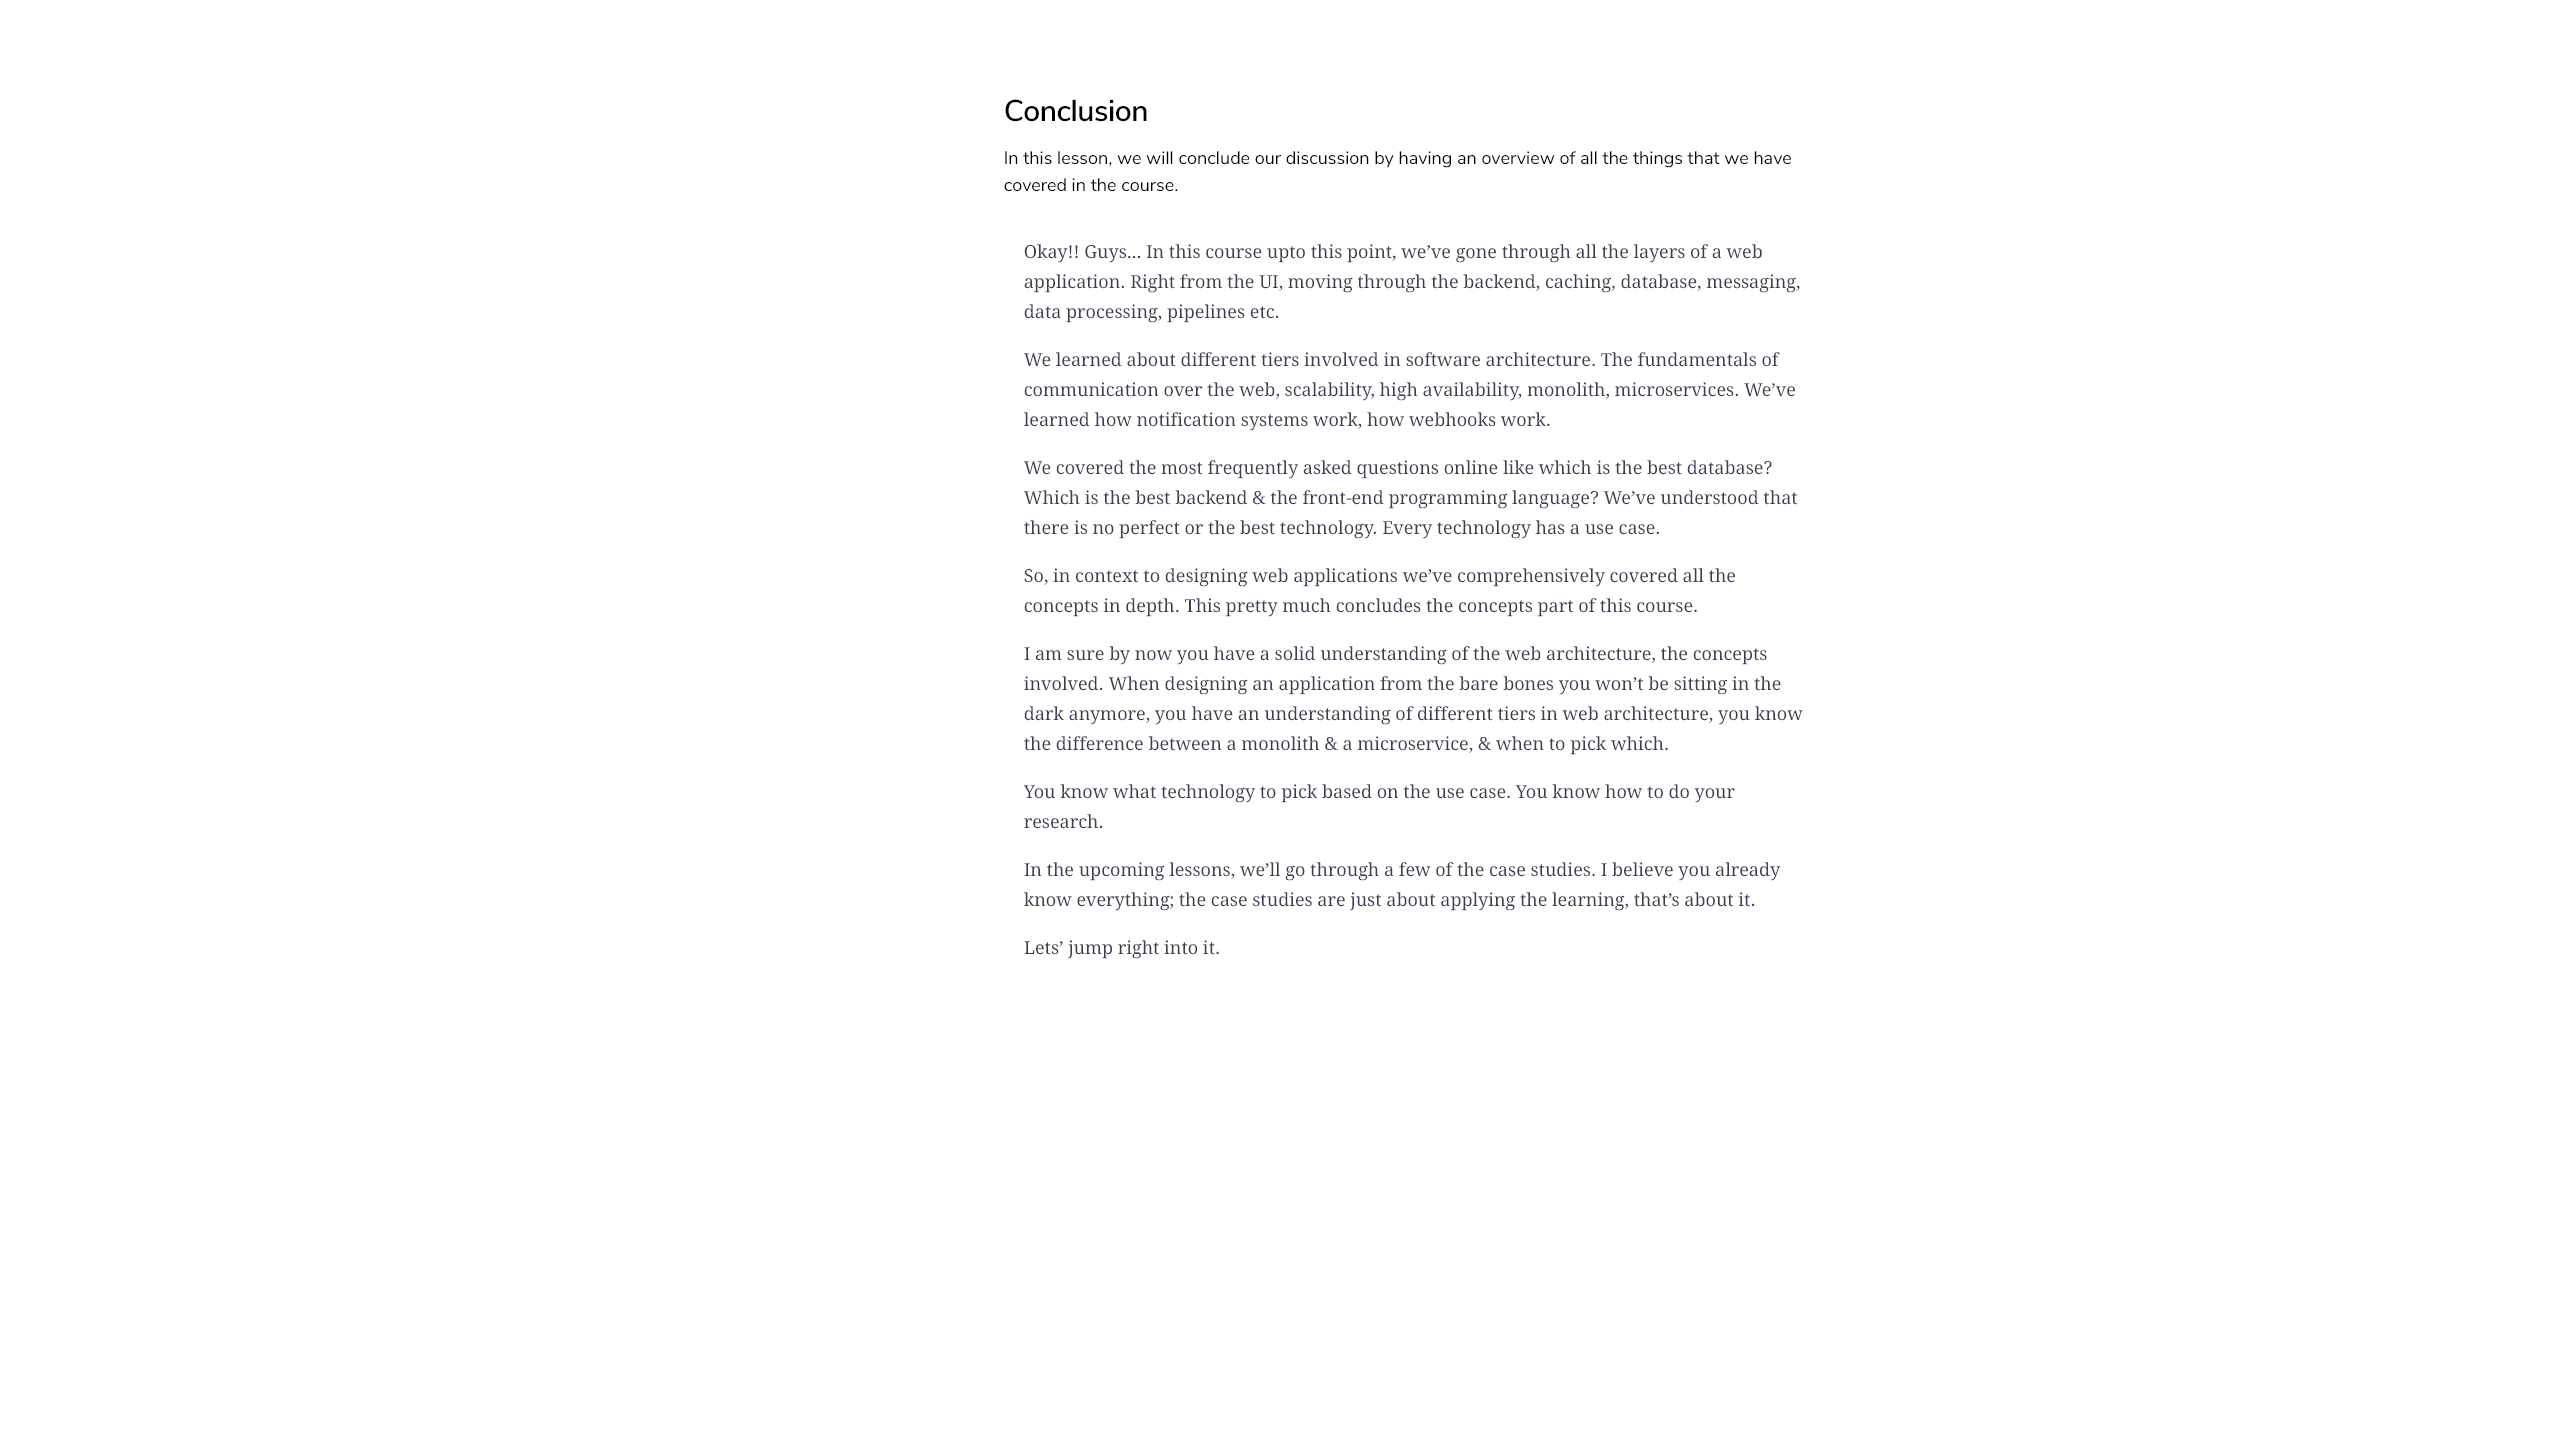 Conclusion
In this lesson, we will conclude our discussion by having an overview of all the things that we have
covered in the course.
Okay!! Guys... In this course upto this point, we’ve gone through all the layers of a web
application. Right from the UI, moving through the backend, caching, database, messaging,
data processing, pipelines etc.
We learned about different tiers involved in software architecture. The fundamentals of
communication over the web, scalability, high availability, monolith, microservices. We’ve
learned how notification systems work, how webhooks work.
We covered the most frequently asked questions online like which is the best database?
Which is the best backend & the front-end programming language? We’ve understood that
there is no perfect or the best technology. Every technology has a use case.
So, in context to designing web applications we’ve comprehensively covered all the
concepts in depth. This pretty much concludes the concepts part of this course.
I am sure by now you have a solid understanding of the web architecture, the concepts
involved. When designing an application from the bare bones you won’t be sitting in the
dark anymore, you have an understanding of different tiers in web architecture, you know
the difference between a monolith & a microservice, & when to pick which.
You know what technology to pick based on the use case. You know how to do your
research.
In the upcoming lessons, we’ll go through a few of the case studies. I believe you already
know everything; the case studies are just about applying the learning, that’s about it.
Lets’ jump right into it.